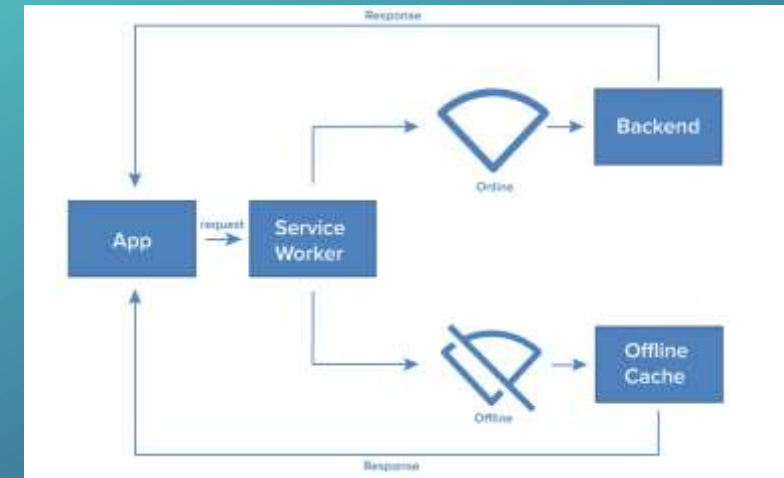 Response
Backend
Online
App
request
Service
Worker
Offline
Cache
Offline
Response